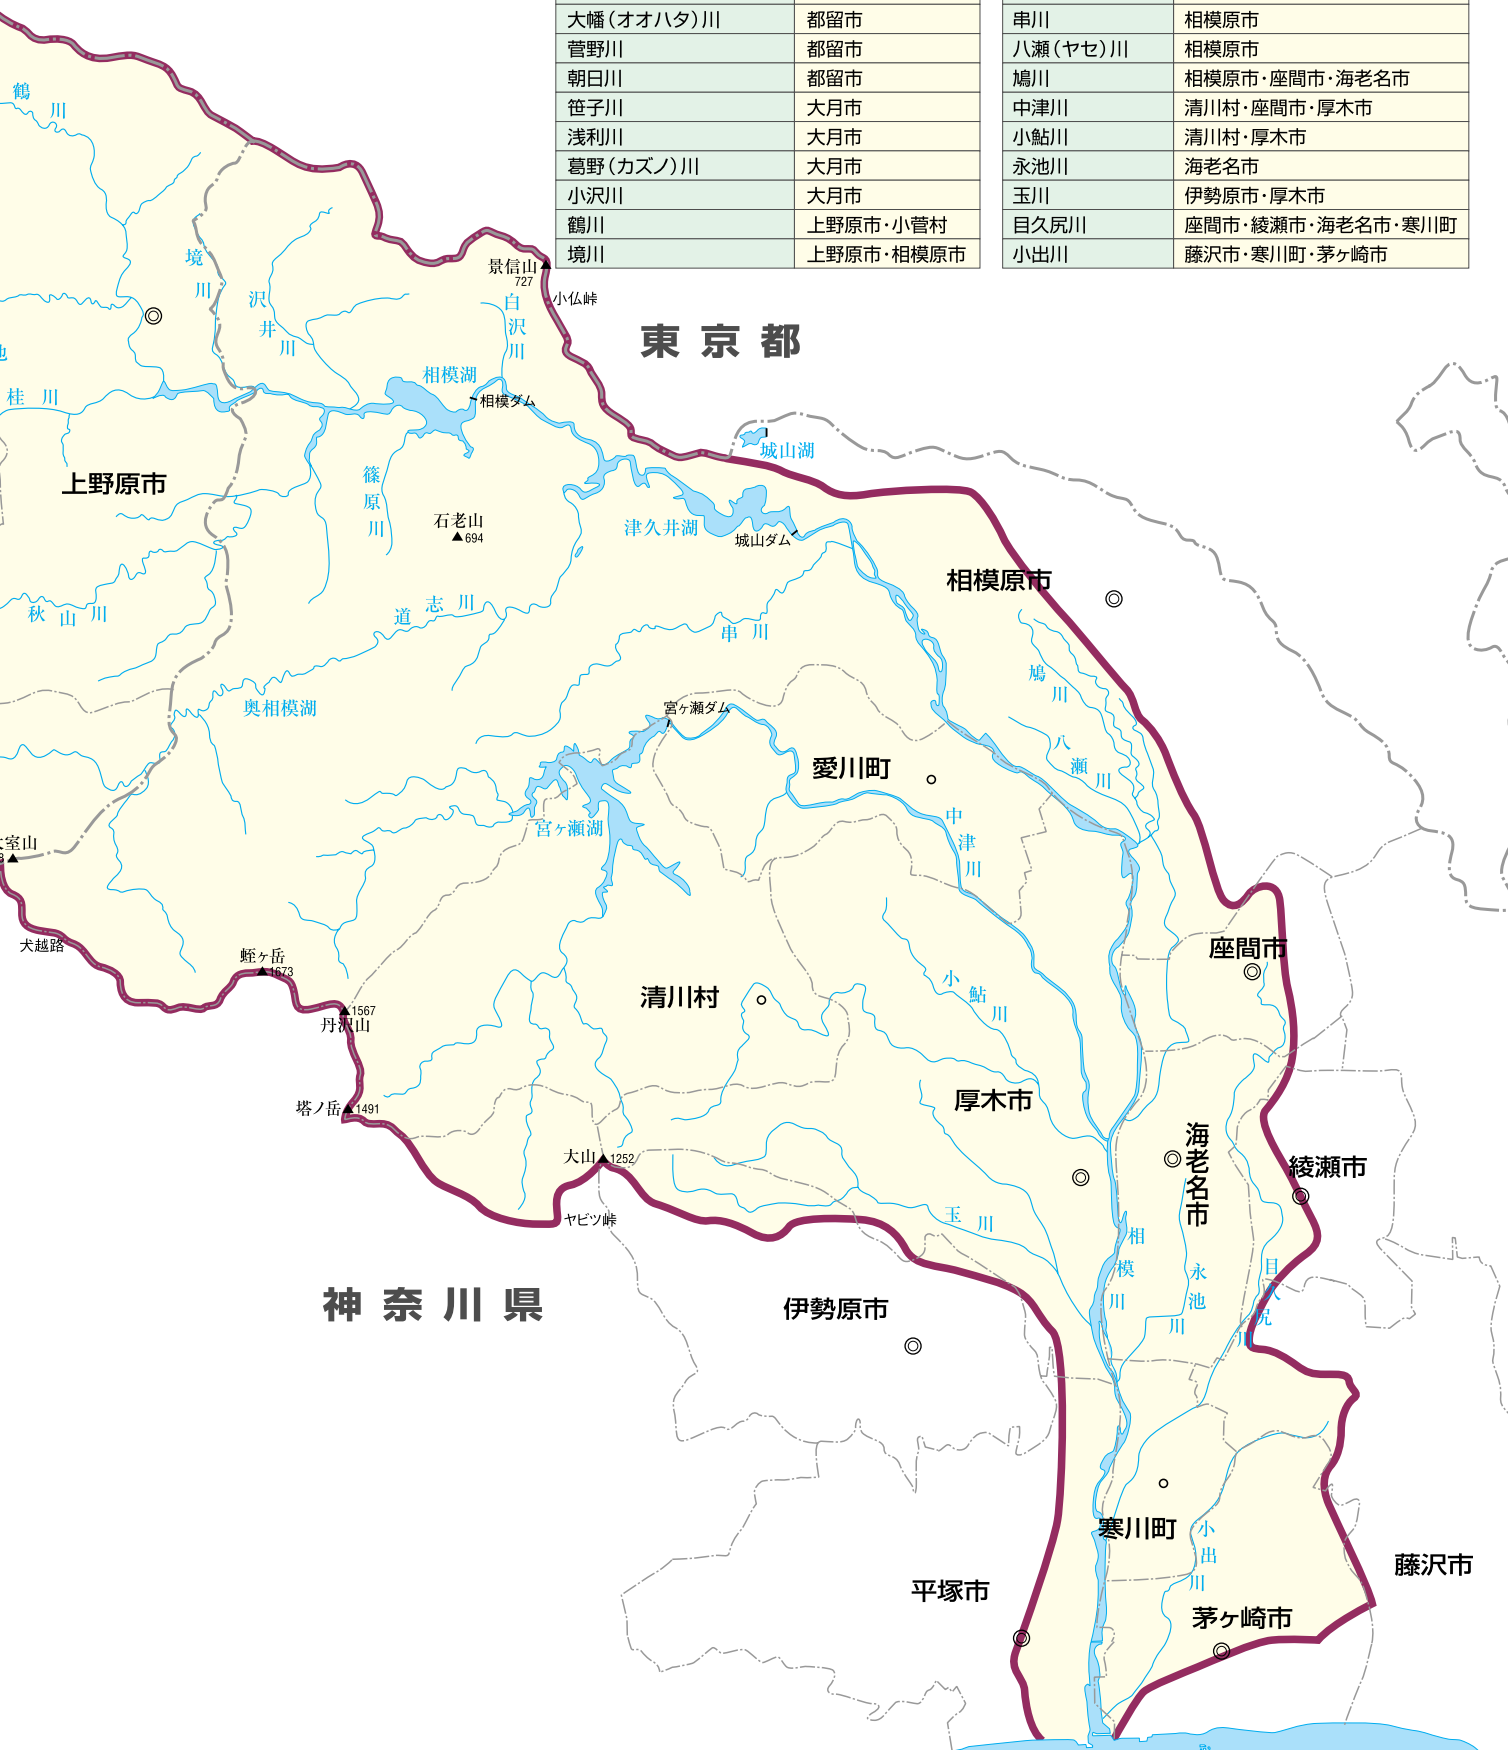 大幡（オオハタ）川 都留市
菅野川 都留市
朝日川 都留市
笹子川 大月市
浅利川 大月市
葛野（カズノ）川 大月市
小沢川 大月市
鶴川 上野原市・小菅村
境川 上野原市・相模原市
串川 相模原市
八瀬（ヤセ）川 相模原市
鳩川 相模原市・座間市・海老名市
中津川 清川村・座間市・厚木市
小鮎川 清川村・厚木市
永池川 海老名市
玉川 伊勢原市・厚木市
目久尻川 座間市・綾瀬市・海老名市・寒川町
小出川 藤沢市・寒川町・茅ヶ崎市
鶴川
境川
沢井川
白沢川
景信山
727
小仏峠
東京都
桂川
相模湖
相模ダム
城山湖
上野原市
篠原川
石老山
694
津久井湖
城山ダム
相模原市
秋山川
道志川
串川
鳩川
奥相模湖
宮ヶ瀬ダム
八瀬川
愛川町
宮ヶ瀬湖
中津川
室山
犬越路
蛭ヶ岳
1673
座間市
小鮎川
清川村
1567
丹沢山
厚木市
塔ノ岳
1491
海老名市
大山
1252
綾瀬市
ヤビツ峠
玉川
相模川
永池川
目久尻川
神奈川県
伊勢原市
寒川町
小出川
藤沢市
平塚市
茅ヶ崎市